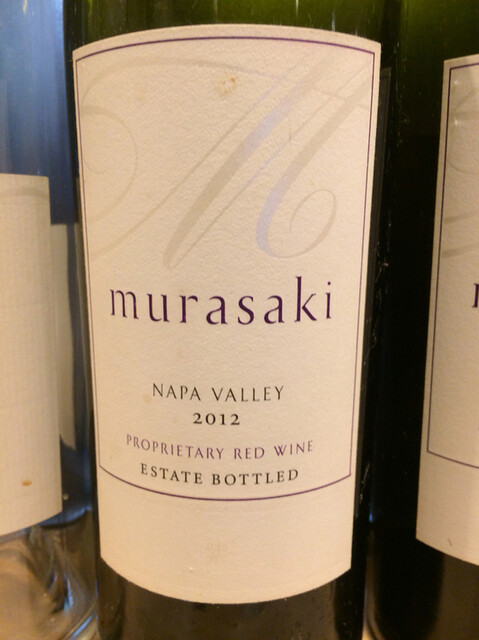 M
murasaki
NAPA VALLEY
2012
PROPRIETARY RED WINE
ESTATE BOTTLED